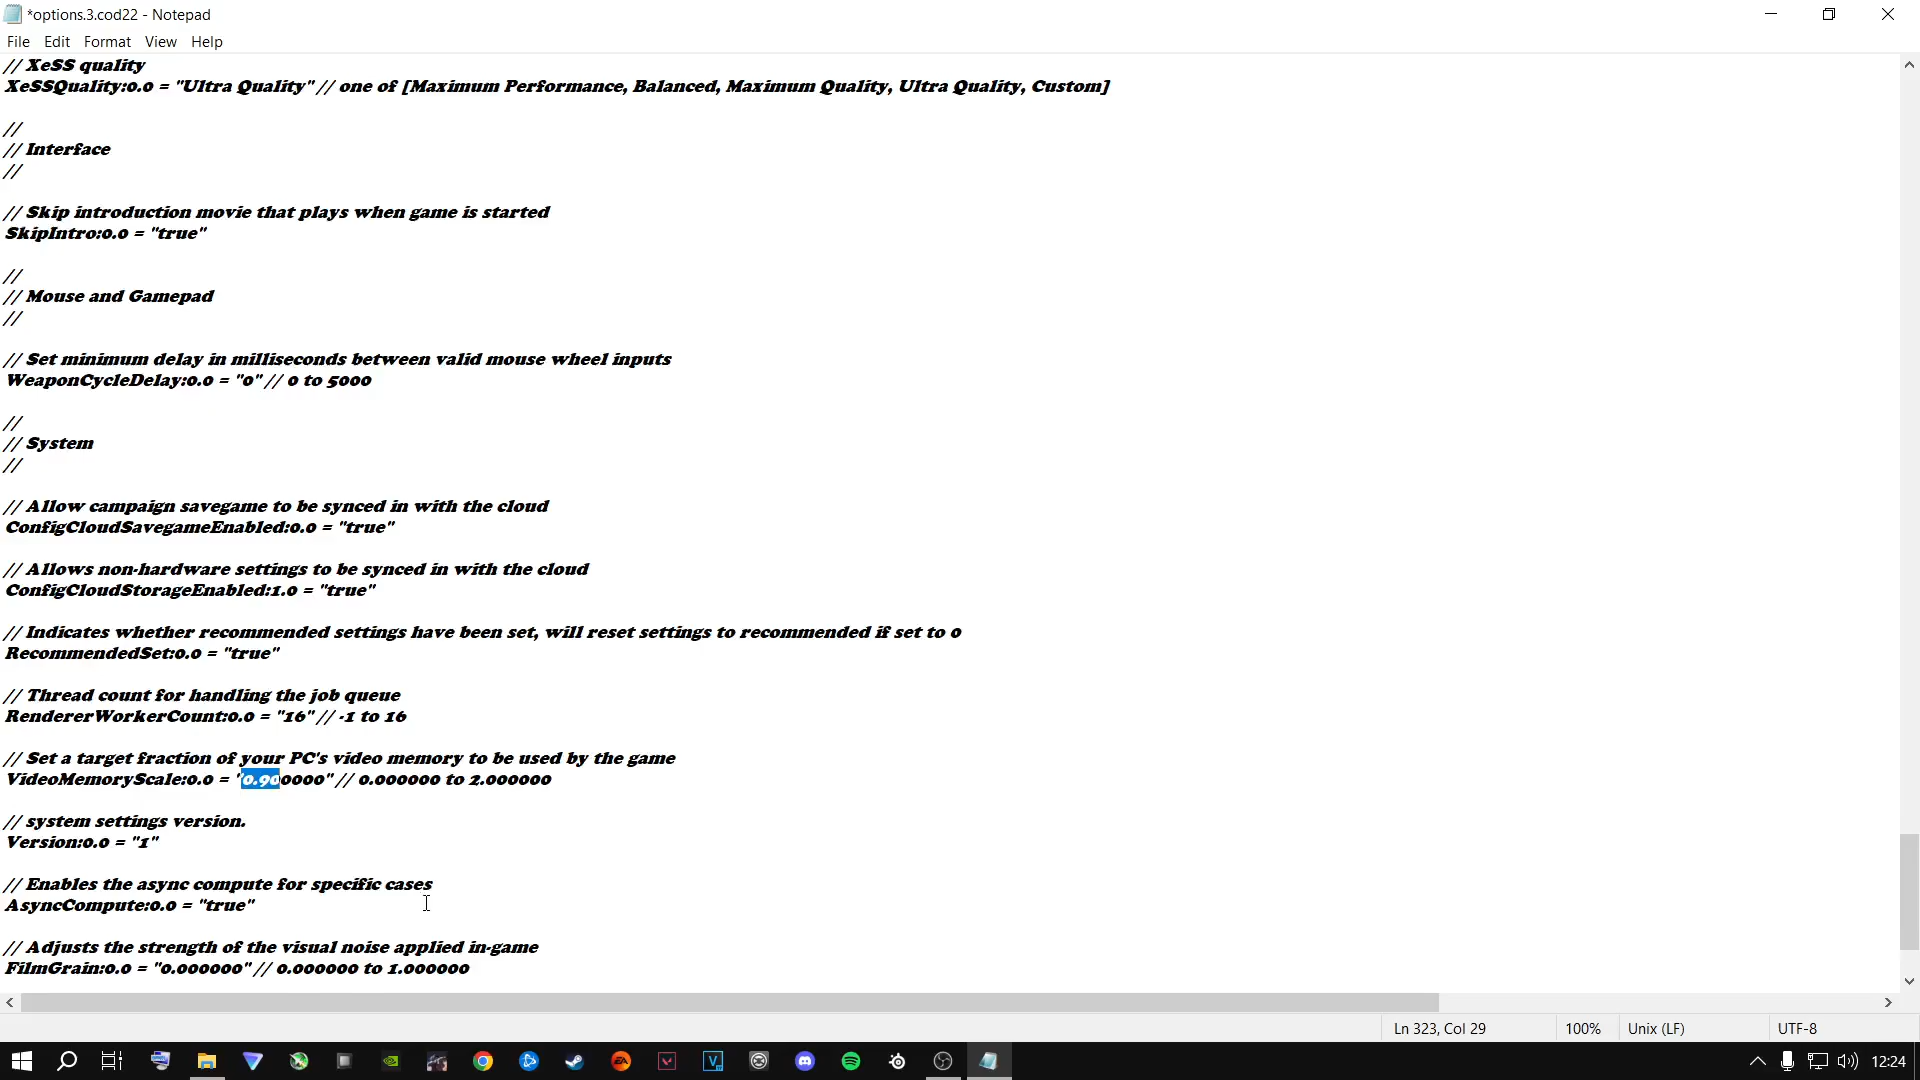 *options.3.cod22 - Notepad
File Edit Format View Help
// XeSS quality
XeSSQuality:0.0 = "Ultra Quality" // one of [Maximum Performance, Balanced, Maximum Quality, Ultra Quality, Custom]
//
// Interface
//
// Skip introduction movie that plays when game is started
SkipIntro:0.0 = "true"
//
// Mouse and Gamepad
//
// Set minimum delay in milliseconds between valid mouse wheel inputs
WeaponCycleDelay:0.0 = "0" // 0 to 5000
//
// System
//
// Allow campaign savegame to be synced in with the cloud
ConfigCloudSavegameEnabled:0.0 = "true"
// Allows non-hardware settings to be synced in with the cloud
ConfigCloudStorageEnabled:1.0 = "true"
// Indicates whether recommended settings have been set, will reset settings to recommended if set to 0
RecommendedSet:0.0 = "true"
// Thread count for handling the job queue
RendererWorkerCount:0.0 = "16" // -1 to 16
// Set a target fraction of your PC's video memory to be used by the game
VideoMemoryScale:0.0 = "0.900000" // 0.000000 to 2.000000
// system settings version.
Version:0.0 = "1"
// Enables the async compute for specific cases
AsyncCompute:0.0 = "true"
// Adjusts the strength of the visual noise applied in-game
FilmGrain:0.0 = "0.000000" // 0.000000 to 1.000000
Ln 323, Col 29 100% Unix (LF) UTF-8
12:24